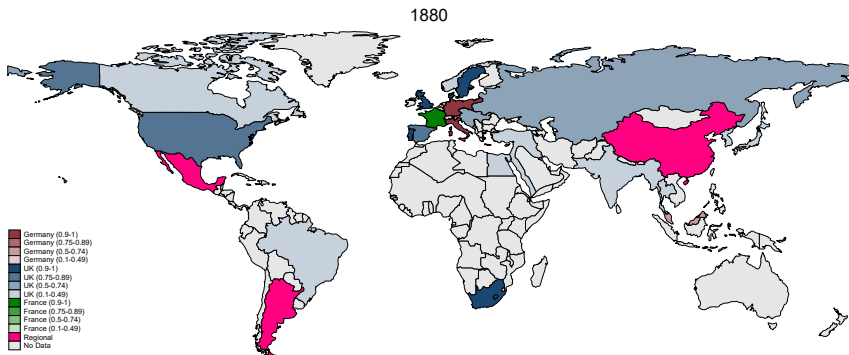 1880
Germany (0.9-1)
Germany (0.75-0.89)
Germany (0.5-0.74)
Germany (0.1-0.49)
UK (0.9-1)
UK (0.75-0.89)
UK (0.5-0.74)
UK (0.1-0.49)
France (0.9-1)
France (0.75-0.89)
France (0.5-0.74)
France (0.1-0.49)
Regional
No Data